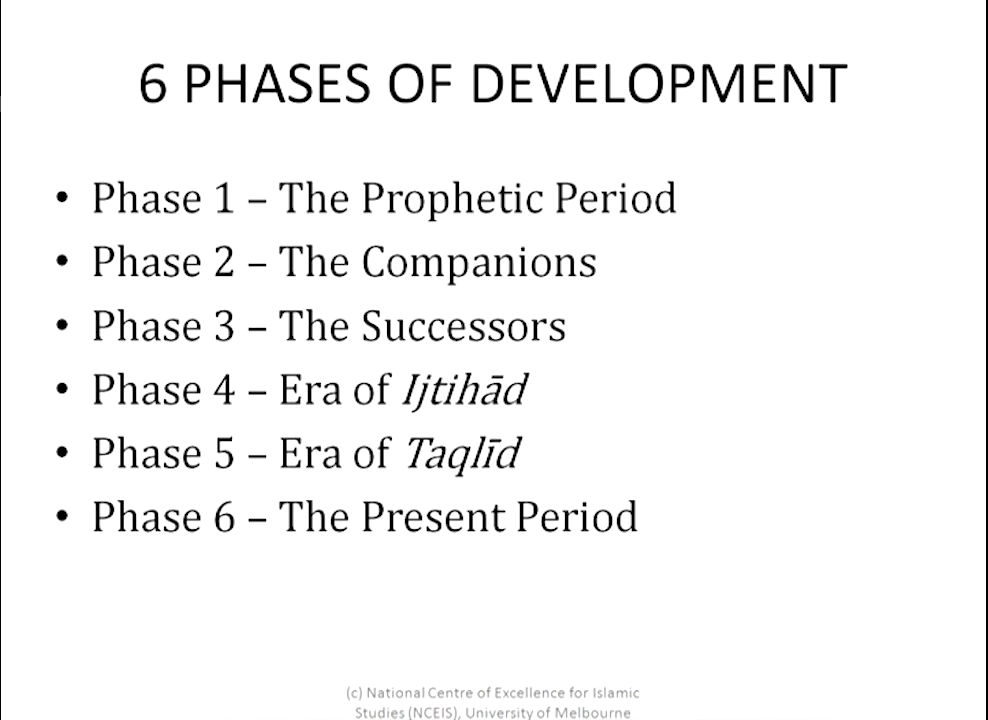 6 PHASES OF DEVELOPMENT
• Phase 1 – The Prophetic Period
• Phase 2 – The Companions
• Phase 3 – The Successors
• Phase 4 – Era of Ijtihād
• Phase 5 – Era of Taqlīd
• Phase 6 – The Present Period
(c) National Centre of Excellence for Islamic
Studies (NCEIS), University of Melbourne